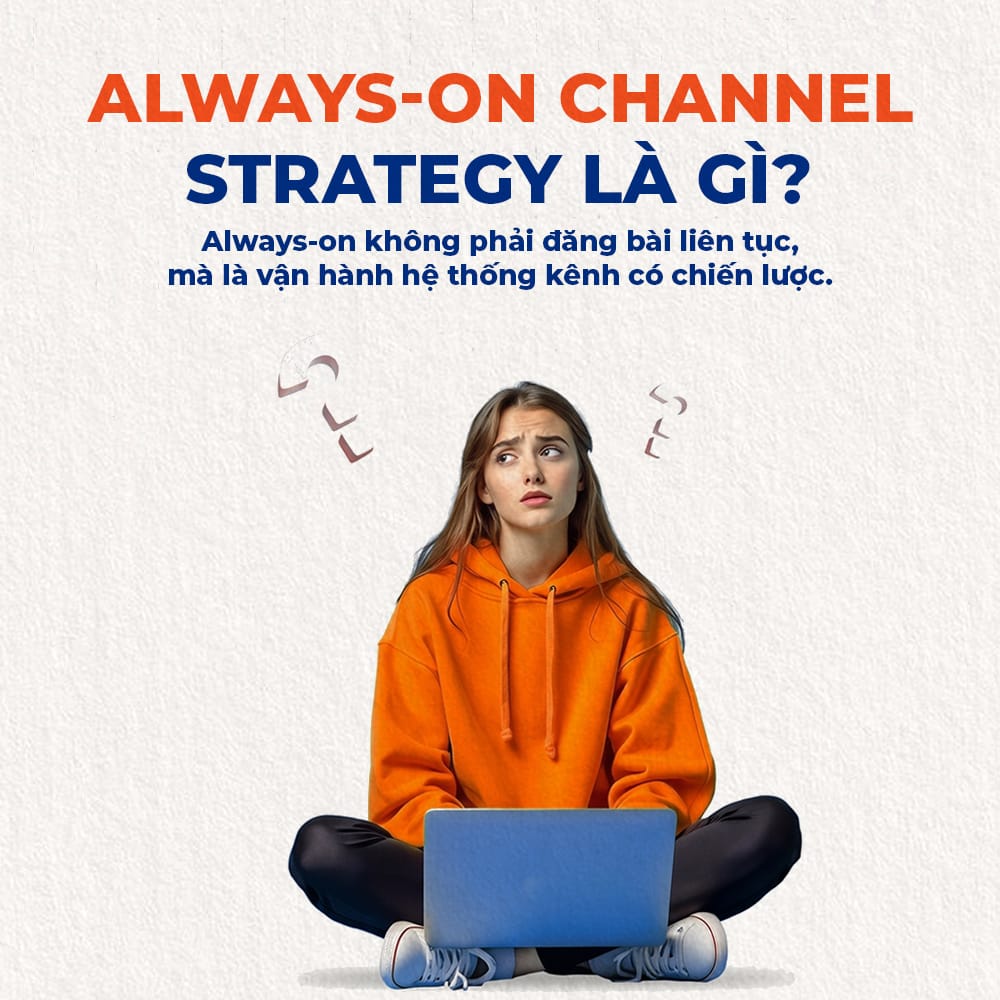 ALWAYS-ON CHANNEL
STRATEGY LÀ GÌ?
Always-on không phải đăng bài liên tục,
mà là vận hành hệ thống kênh có chiến lược.